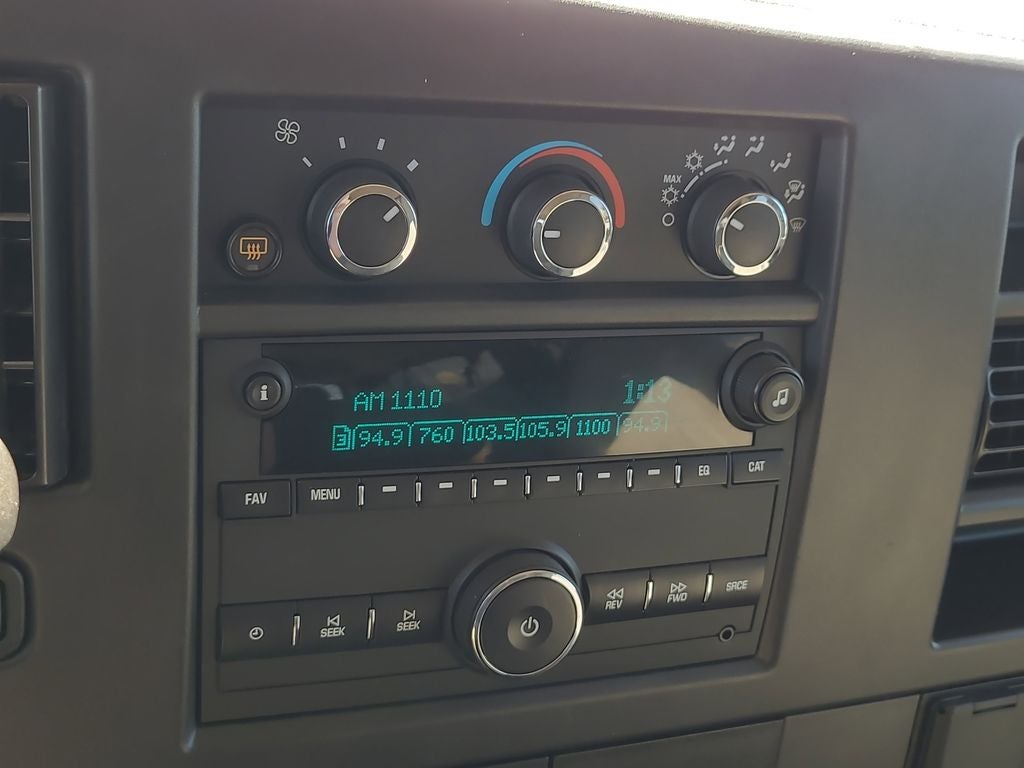 MAX
i
AM 1110 1:13
3 94.9 760 103.5 105.9 1100 94.9
FAV MENU EQ CAT
SEEK SEEK REV FWD SRCE